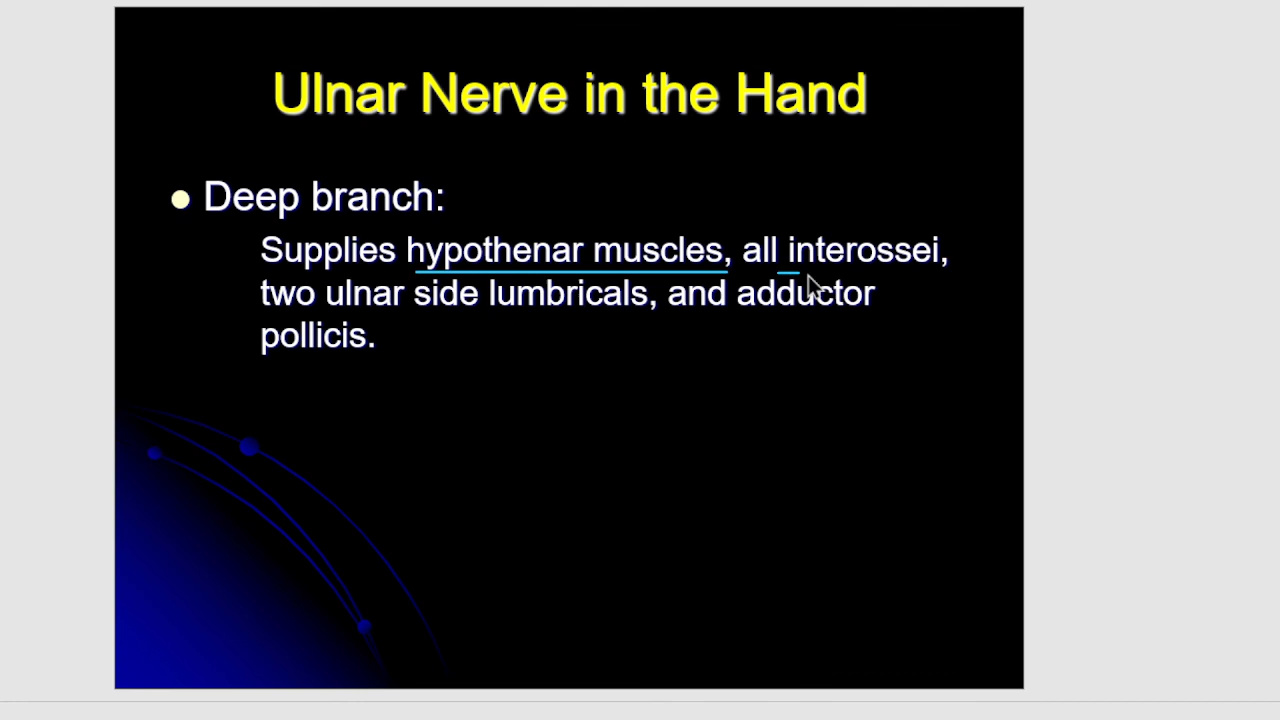 Ulnar Nerve in the Hand
Deep branch:
Supplies hypothenar muscles, all interossei,
two ulnar side lumbricals, and adductor
pollicis.